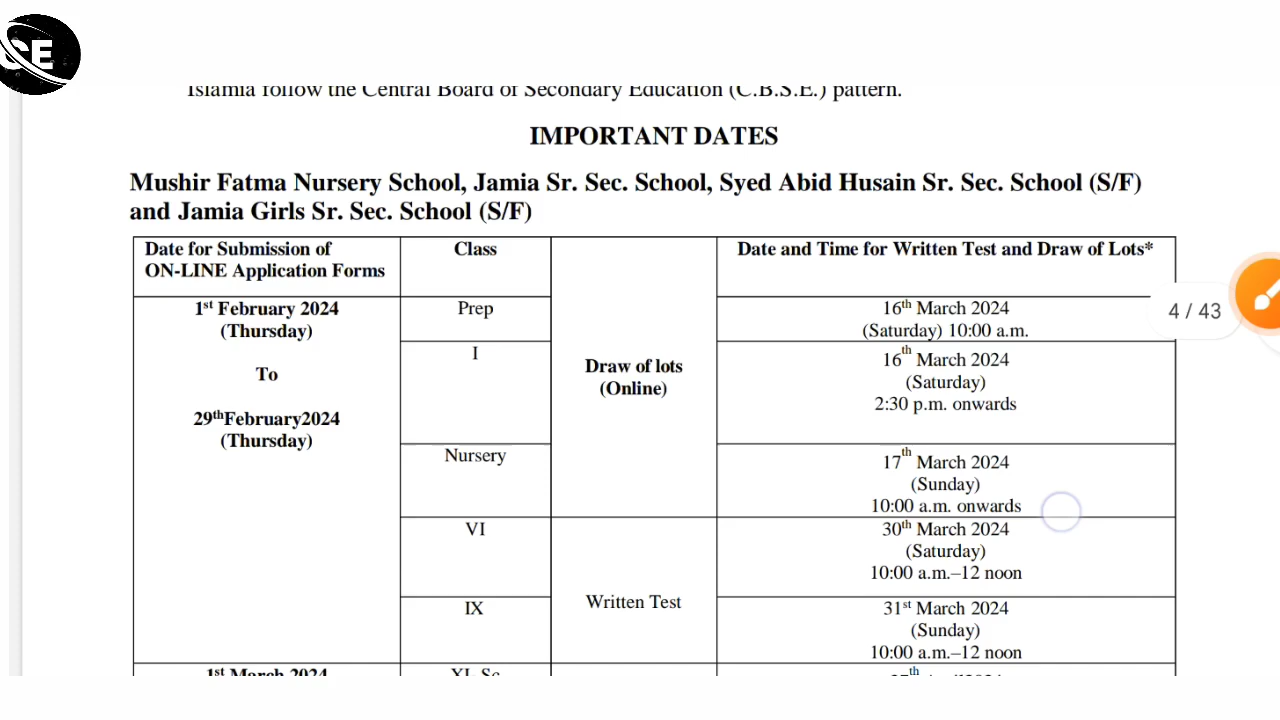 CE
Islamia follow the Central Board of Secondary Education (C.B.S.E.) pattern.
IMPORTANT DATES
Mushir Fatma Nursery School, Jamia Sr. Sec. School, Syed Abid Husain Sr. Sec. School (S/F)
and Jamia Girls Sr. Sec. School (S/F)
Date for Submission of
ON-LINE Application Forms
Class
Date and Time for Written Test and Draw of Lots*
1st February 2024
(Thursday)
To
29thFebruary2024
(Thursday)
Prep
Draw of lots
(Online)
16th March 2024
(Saturday) 10:00 a.m.
4 / 43
I
16th March 2024
(Saturday)
2:30 p.m. onwards
Nursery
17th March 2024
(Sunday)
10:00 a.m. onwards
VI
Written Test
30th March 2024
(Saturday)
10:00 a.m.–12 noon
IX
31st March 2024
(Sunday)
10:00 a.m.–12 noon
1st March 2024
XI